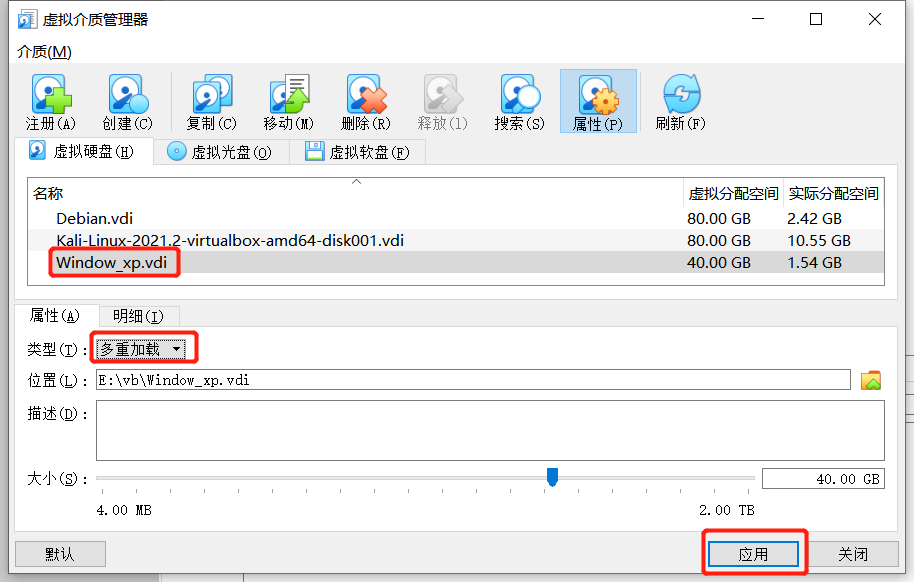 虚拟介质管理器
介质(M)
注册(A) 创建(C) 复制(C) 移动(M) 删除(R) 释放(l) 搜索(S) 属性(P) 刷新(F)
虚拟硬盘(H) 虚拟光盘(O) 虚拟软盘(F)
名称 虚拟分配空间 实际分配空间
Debian.vdi 80.00 GB 2.42 GB
Kali-Linux-2021.2-virtualbox-amd64-disk001.vdi 80.00 GB 10.55 GB
Window_xp.vdi 40.00 GB 1.54 GB
属性(A) 明细(I)
类型(T): 多重加载
位置(L): E:\vb\Window_xp.vdi
描述(D):
大小(S): 40.00 GB
4.00 MB 2.00 TB
默认 应用 关闭